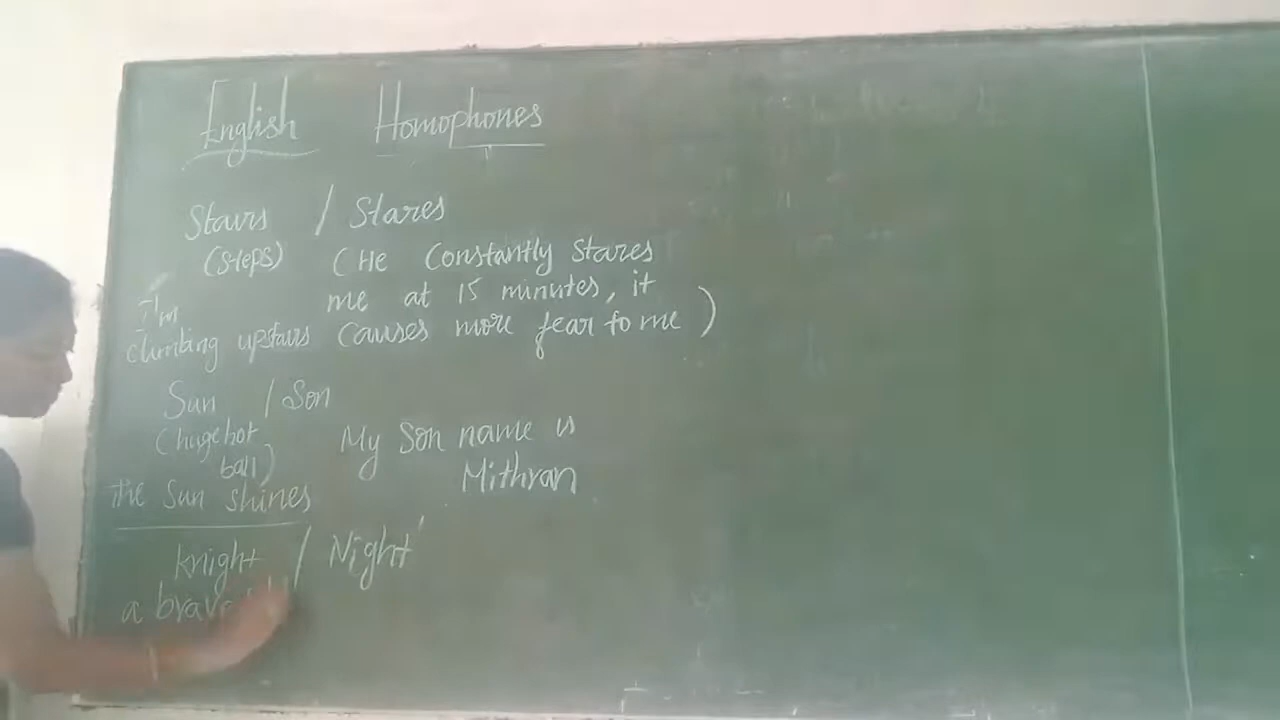 English Homophones
Stairs / Stares
(steps) (He Constantly stares
me at 15 minutes, it
I'm
climbing upstairs causes more fear to me)
Sun / Son
(huge hot
ball)
My Son name is
Mithran
The Sun shines
knight / Night
a brave